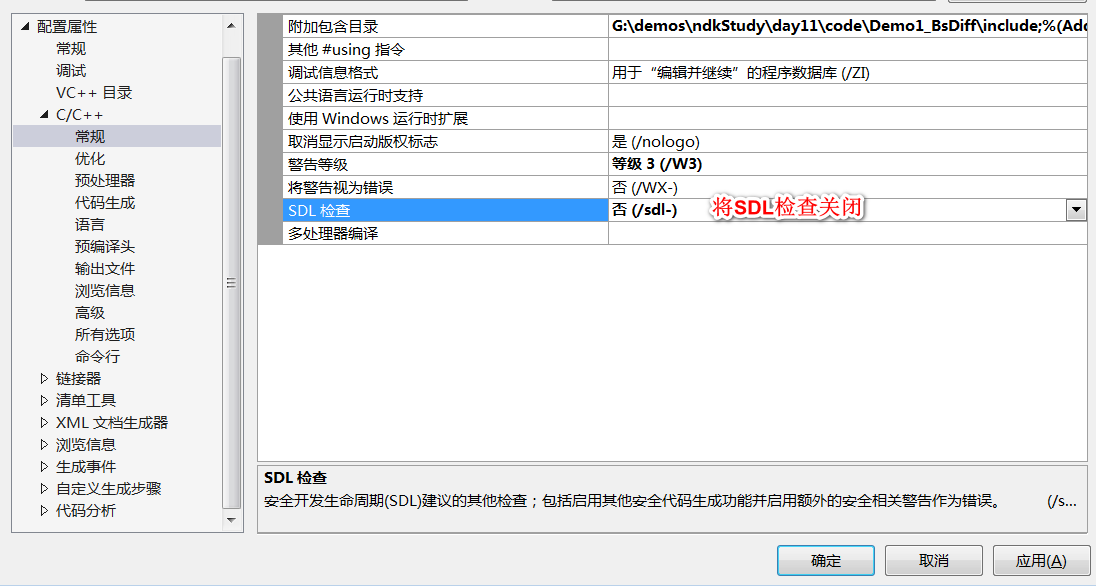 配置属性
常规
调试
VC++ 目录
C/C++
常规
优化
预处理器
代码生成
语言
预编译头
输出文件
浏览信息
高级
所有选项
命令行
链接器
清单工具
XML 文档生成器
浏览信息
生成事件
自定义生成步骤
代码分析
附加包含目录 G:\demos\ndkStudy\day11\code\Demo1_BsDiff\include;%(Add
其他 #using 指令
调试信息格式 用于“编辑并继续”的程序数据库 (/ZI)
公共语言运行时支持
使用 Windows 运行时扩展
取消显示启动版权标志 是 (/nologo)
警告等级 等级 3 (/W3)
将警告视为错误 否 (/WX-)
SDL 检查 否 (/sdl-) 将SDL检查关闭
多处理器编译
SDL 检查
安全开发生命周期(SDL)建议的其他检查；包括启用其他安全代码生成功能并启用额外的安全相关警告作为错误。 (/s...
确定 取消 应用(A)